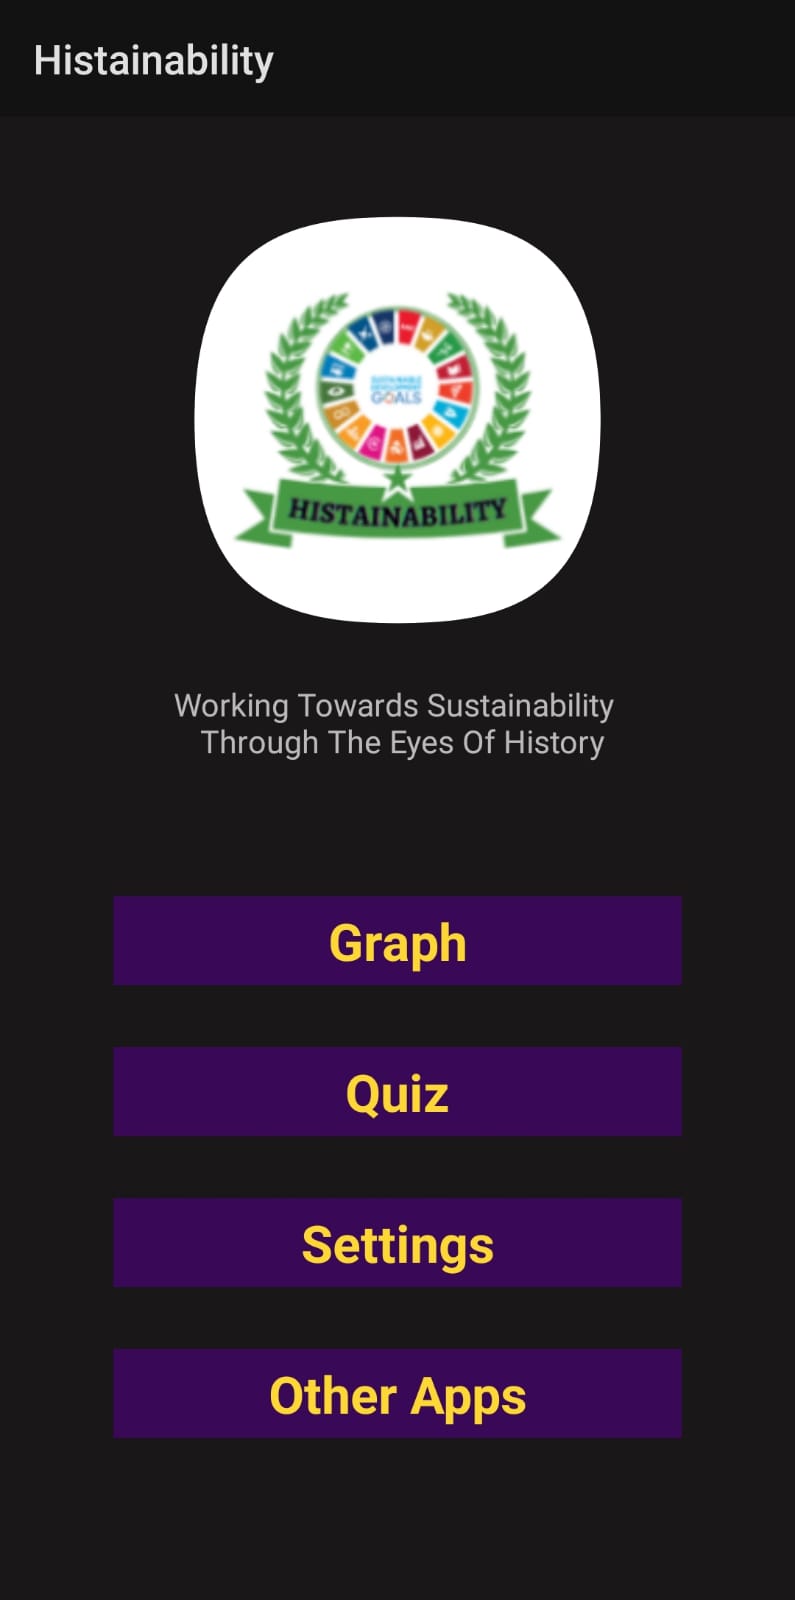 Histainability
SUSTAINABLE
DEVELOPMENT
GOALS
HISTAINABILITY
Working Towards Sustainability
Through The Eyes Of History
Graph
Quiz
Settings
Other Apps